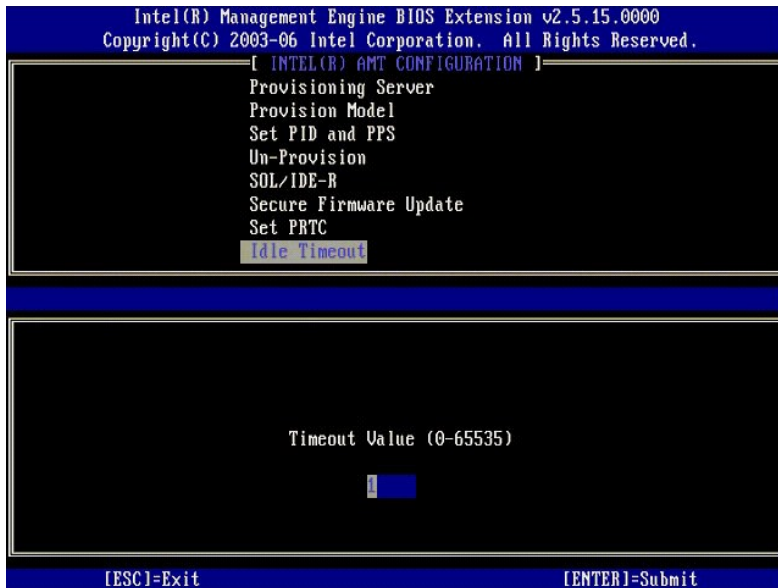 Intel(R) Management Engine BIOS Extension v2.5.15.0000
Copyright(C) 2003-06 Intel Corporation. All Rights Reserved.
[ INTEL(R) AMT CONFIGURATION ]
Provisioning Server
Provision Model
Set PID and PPS
Un-Provision
SOL/IDE-R
Secure Firmware Update
Set PRTC
Idle Timeout
Timeout Value (0-65535)
1
[ESC]=Exit [ENTER]=Submit